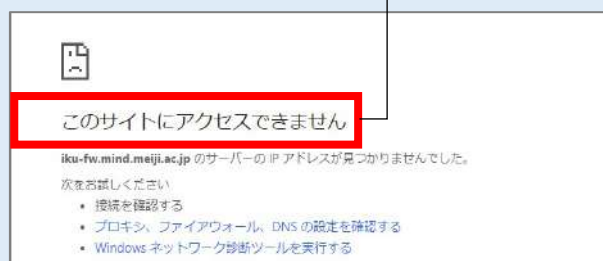 このサイトにアクセスできません
iku-fw.mind.meiji.ac.jp のサーバーの IP アドレスが見つかりませんでした。
次をお試しください
• 接続を確認する
• プロキシ、ファイアウォール、DNS の設定を確認する
• Windows ネットワーク診断ツールを実行する